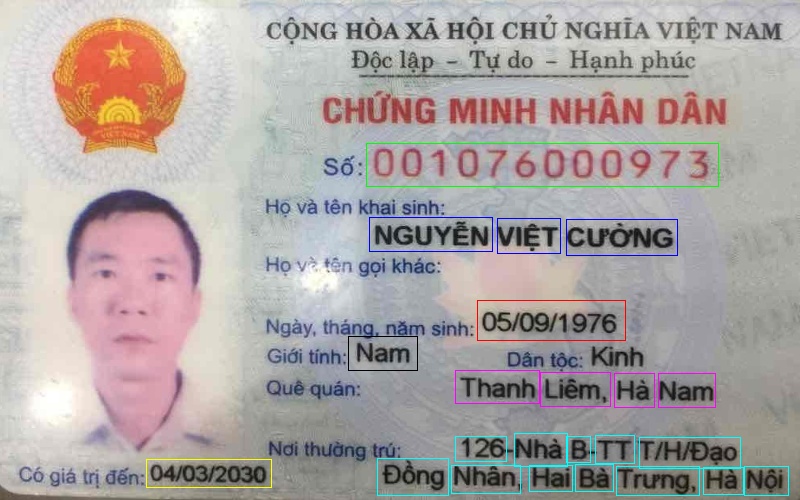 CỘNG HÒA XÃ HỘI CHỦ NGHĨA VIỆT NAM
Độc lập - Tự do - Hạnh phúc
CHỨNG MINH NHÂN DÂN
Số: 001076000973
Họ và tên khai sinh:
NGUYỄN VIỆT CƯỜNG
Họ và tên gọi khác:
Ngày, tháng, năm sinh: 05/09/1976
Giới tính: Nam Dân tộc: Kinh
Quê quán: Thanh Liêm, Hà Nam
Nơi thường trú: 126-Nhà B-TT T/H/Đạo
Đồng Nhân, Hai Bà Trưng, Hà Nội
Có giá trị đến: 04/03/2030